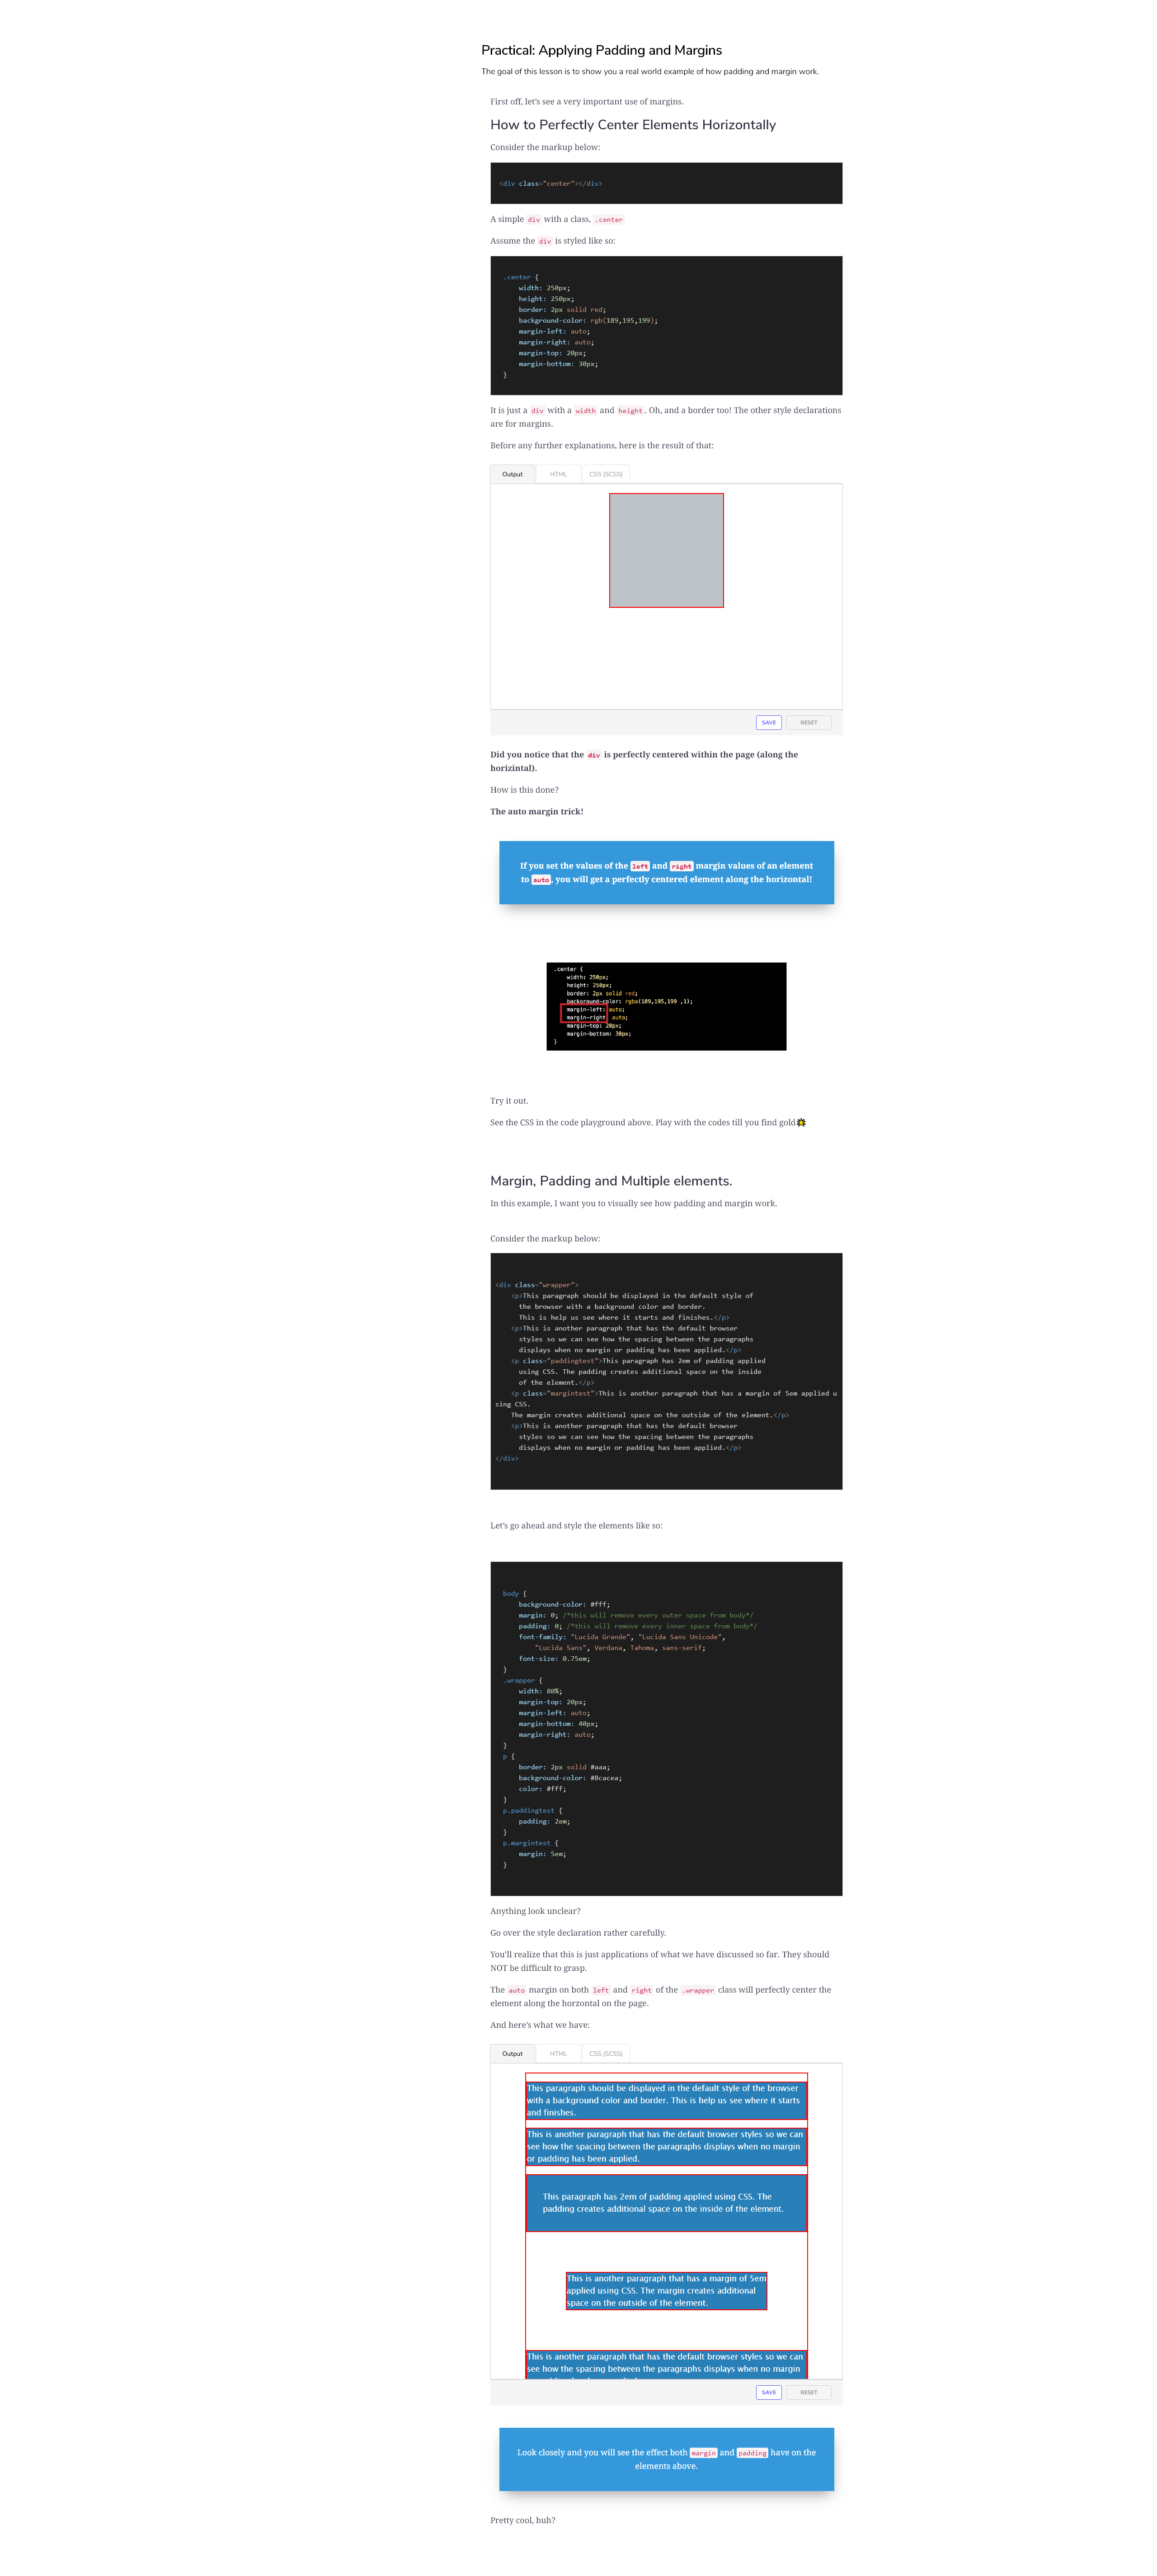 Practical: Applying Padding and Margins
The goal of this lesson is to show you a real world example of how padding and margin work.
First off, let's see a very important use of margins.
How to Perfectly Center Elements Horizontally
Consider the markup below:
<div class="center"></div>
A simple div with a class, .center
Assume the div is styled like so:
.center {
width: 250px;
height: 250px;
border: 2px solid red;
background-color: rgb(189,195,199);
margin-left: auto;
margin-right: auto;
margin-top: 20px;
margin-bottom: 30px;
}
It is just a div with a width and height. Oh, and a border too! The other style declarations
are for margins.
Before any further explanations, here is the result of that:
Output HTML CSS (SCSS)
SAVE RESET
Did you notice that the div is perfectly centered within the page (along the
horizintal).
How is this done?
The auto margin trick!
If you set the values of the left and right margin values of an element
to auto, you will get a perfectly centered element along the horizontal!
.center {
width: 250px;
height: 250px;
border: 2px solid red;
background-color: rgba(189,195,199 ,1);
margin-left: auto;
margin-right: auto;
margin-top: 20px;
margin-bottom: 30px;
}
Try it out.
See the CSS in the code playground above. Play with the codes till you find gold
Margin, Padding and Multiple elements.
In this example, I want you to visually see how padding and margin work.
Consider the markup below:
<div class="wrapper">
<p>This paragraph should be displayed in the default style of
the browser with a background color and border.
This is help us see where it starts and finishes.</p>
<p>This is another paragraph that has the default browser
styles so we can see how the spacing between the paragraphs
displays when no margin or padding has been applied.</p>
<p class="paddingtest">This paragraph has 2em of padding applied
using CSS. The padding creates additional space on the inside
of the element.</p>
<p class="margintest">This is another paragraph that has a margin of 5em applied u
sing CSS.
The margin creates additional space on the outside of the element.</p>
<p>This is another paragraph that has the default browser
styles so we can see how the spacing between the paragraphs
displays when no margin or padding has been applied.</p>
</div>
Let's go ahead and style the elements like so:
body {
background-color: #fff;
margin: 0; /*this will remove every outer space from body*/
padding: 0; /*this will remove every inner space from body*/
font-family: "Lucida Grande", "Lucida Sans Unicode",
"Lucida Sans", Verdana, Tahoma, sans-serif;
font-size: 0.75em;
}
.wrapper {
width: 80%;
margin-top: 20px;
margin-left: auto;
margin-bottom: 40px;
margin-right: auto;
}
p {
border: 2px solid #aaa;
background-color: #8cacea;
color: #fff;
}
p.paddingtest {
padding: 2em;
}
p.margintest {
margin: 5em;
}
Anything look unclear?
Go over the style declaration rather carefully.
You'll realize that this is just applications of what we have discussed so far. They should
NOT be difficult to grasp.
The auto margin on both left and right of the .wrapper class will perfectly center the
element along the horzontal on the page.
And here's what we have:
Output HTML CSS (SCSS)
This paragraph should be displayed in the default style of the browser
with a background color and border. This is help us see where it starts
and finishes.
This is another paragraph that has the default browser styles so we can
see how the spacing between the paragraphs displays when no margin
or padding has been applied.
This paragraph has 2em of padding applied using CSS. The
padding creates additional space on the inside of the element.
This is another paragraph that has a margin of 5em
applied using CSS. The margin creates additional
space on the outside of the element.
This is another paragraph that has the default browser styles so we can
see how the spacing between the paragraphs displays when no margin
SAVE RESET
Look closely and you will see the effect both margin and padding have on the
elements above.
Pretty cool, huh?